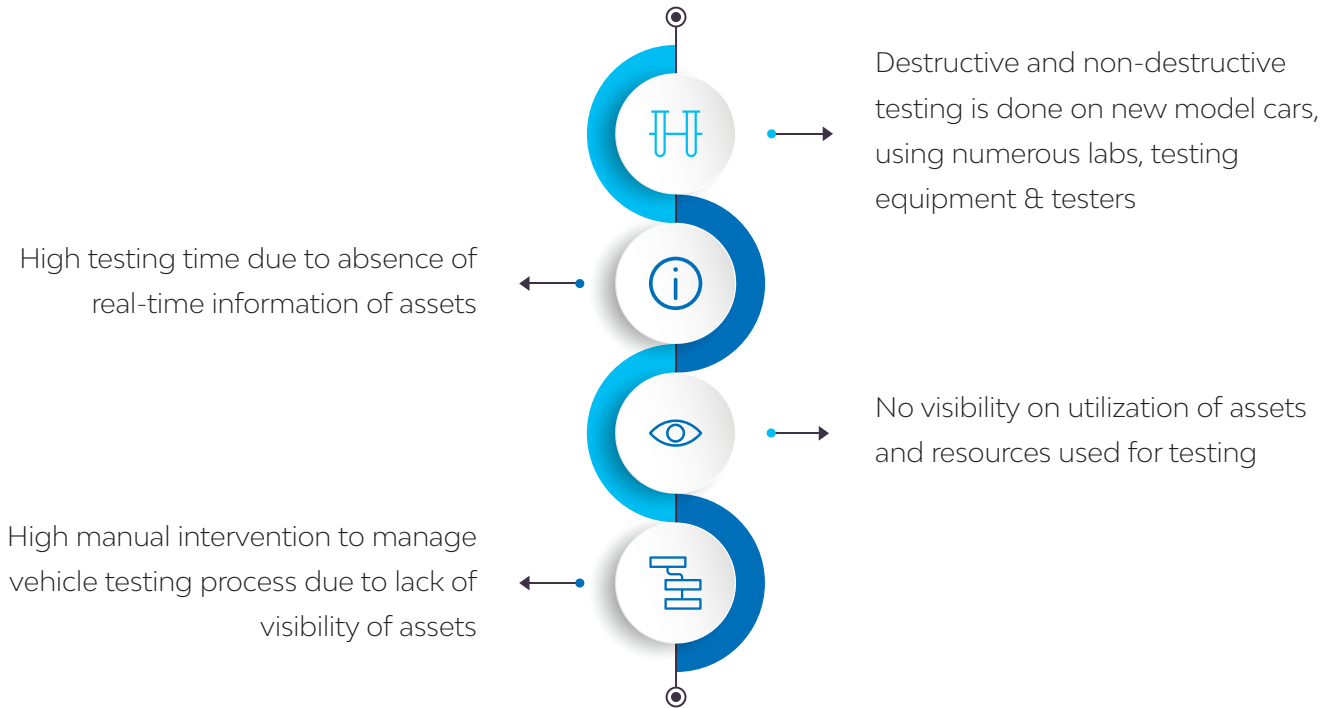 Destructive and non-destructive
testing is done on new model cars,
using numerous labs, testing
equipment & testers
High testing time due to absence of
real-time information of assets
No visibility on utilization of assets
and resources used for testing
High manual intervention to manage
vehicle testing process due to lack of
visibility of assets